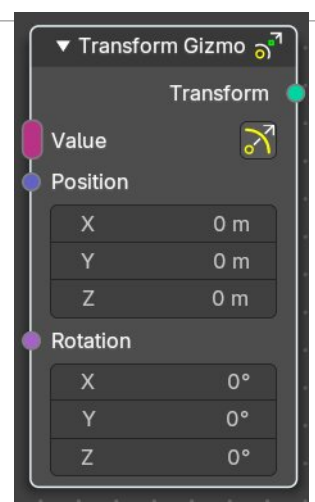 Transform Gizmo
Transform
Value
Position
X 0 m
Y 0 m
Z 0 m
Rotation
X 0°
Y 0°
Z 0°